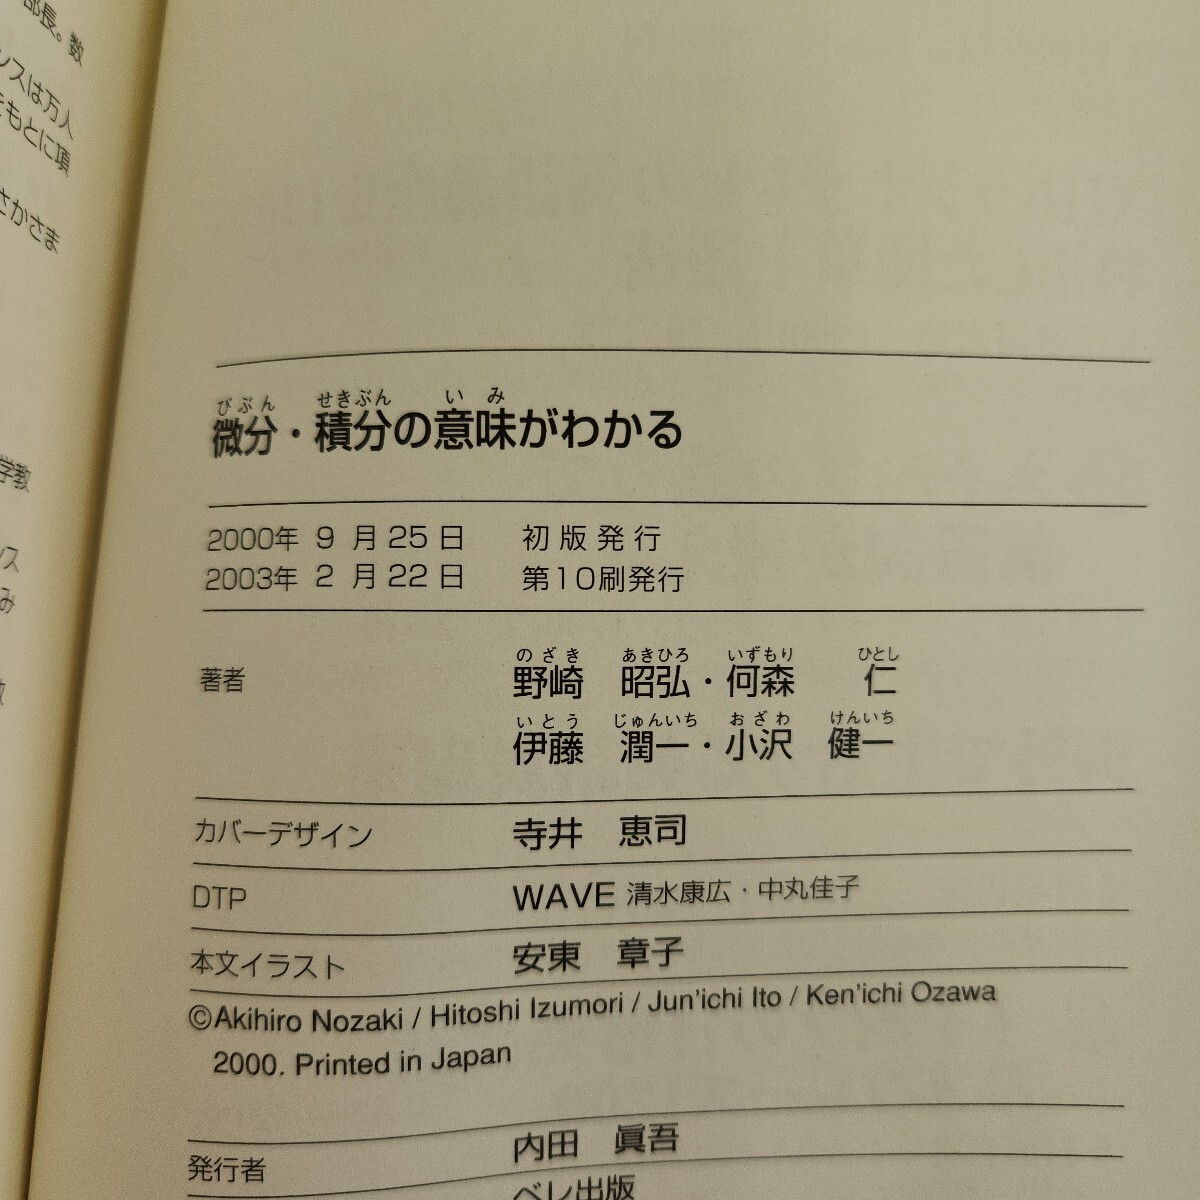 部長。数
ンスは万人
をもとに項
さかさま
学教
ンス
み
びぶん せきぶん いみ
微分・積分の意味がわかる
2000年 9 月 25 日 初版発行
2003年 2 月 22 日 第10刷発行
のざき あきひろ いずもり ひとし
著者 野崎 昭弘・何森 仁
いとう じゅんいち おざわ けんいち
伊藤 潤一・小沢 健一
カバーデザイン 寺井 恵司
DTP WAVE 清水康広・中丸佳子
本文イラスト 安東 章子
©Akihiro Nozaki / Hitoshi Izumori / Jun'ichi Ito / Ken'ichi Ozawa
2000. Printed in Japan
発行者 内田 眞吾
ベレ出版